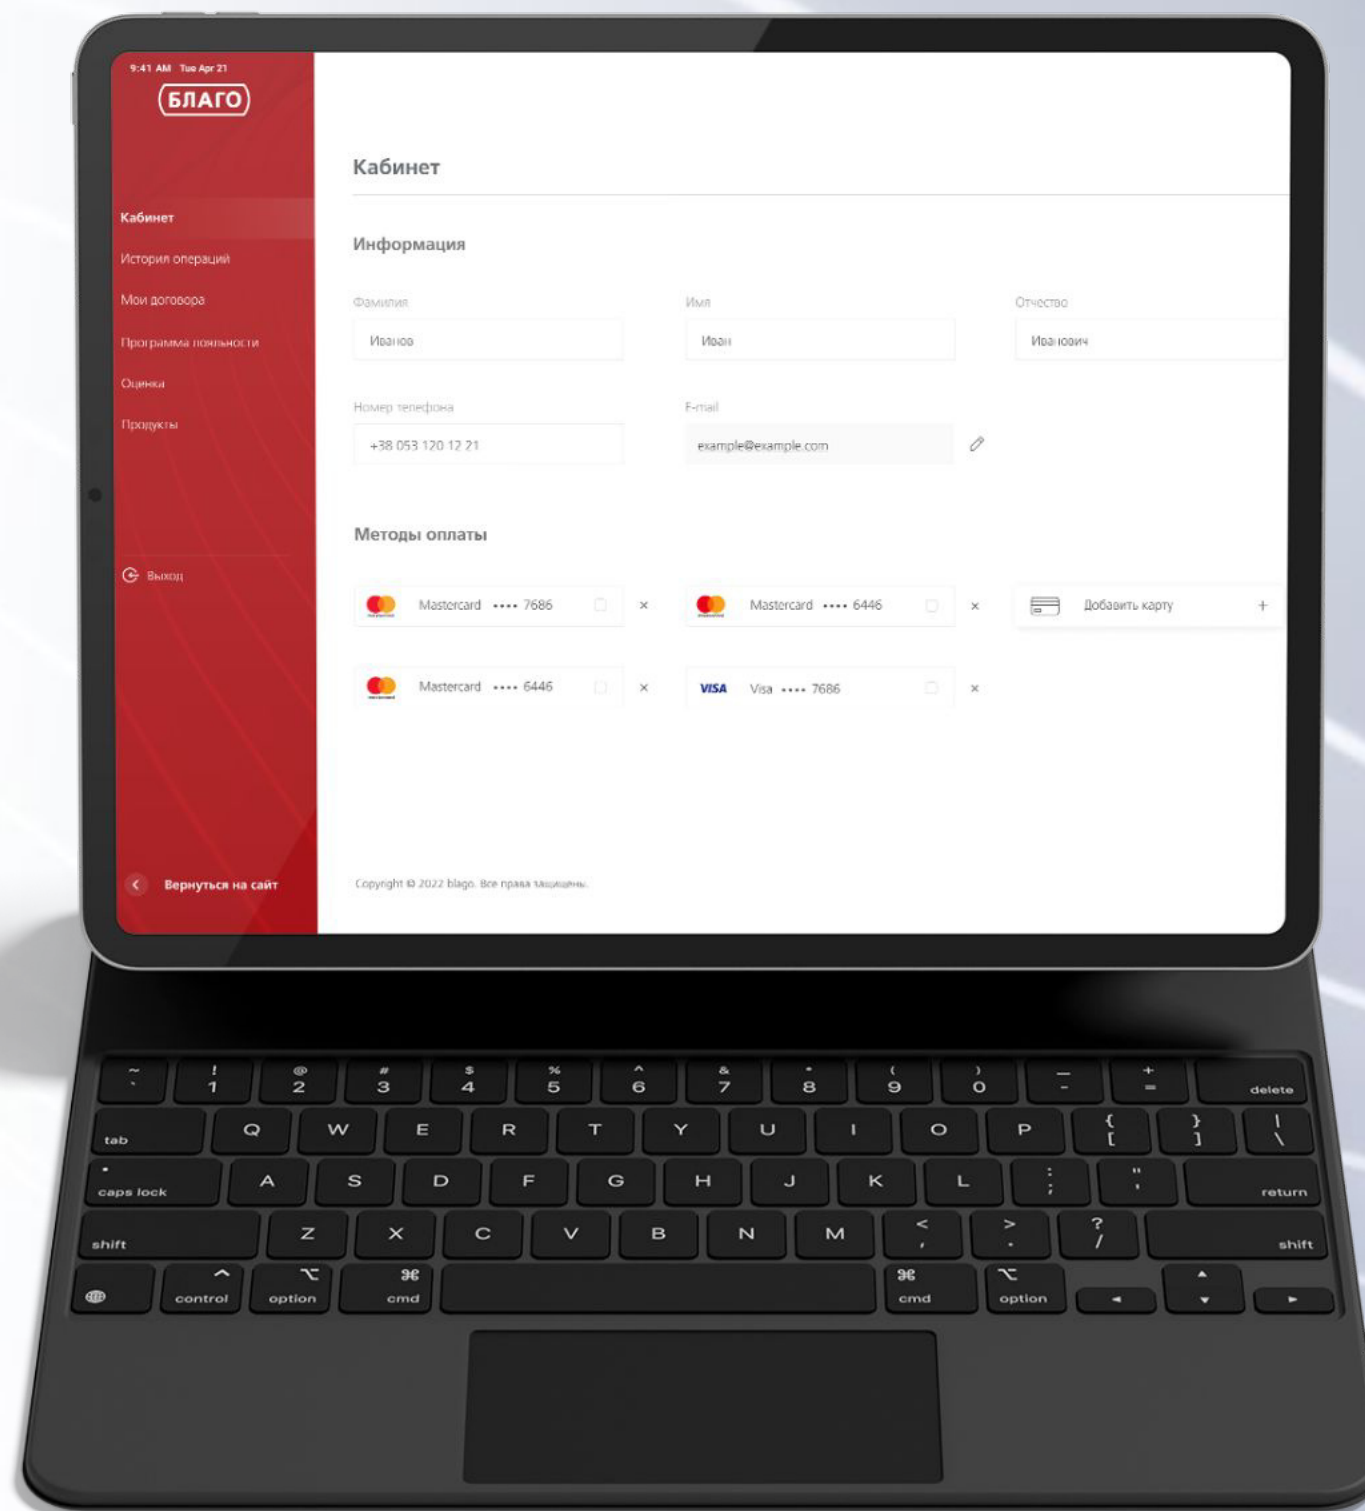 9:41 AM Tue Apr 21
БЛАГО
Кабинет
История операций
Мои договора
Программа лояльности
Оценка
Продукты
Выход
Вернуться на сайт
Кабинет
Информация
Фамилия Имя Отчество
Иванов Иван Иванович
Номер телефона E-mail
+38 053 120 12 21 example@example.com
Методы оплаты
Mastercard •••• 7686 × Mastercard •••• 6446 × Добавить карту +
Mastercard •••• 6446 × VISA Visa •••• 7686 ×
Copyright © 2022 blago. Все права защищены.
~ ! @ # $ % ^ & * ( ) — +
` 1 2 3 4 5 6 7 8 9 0 - = delete
tab Q W E R T Y U I O P { [ } ] | \
caps lock A S D F G H J K L : ; " ' return
shift Z X C V B N M < , > . ? / shift
control option ⌘ cmd ⌘ cmd option